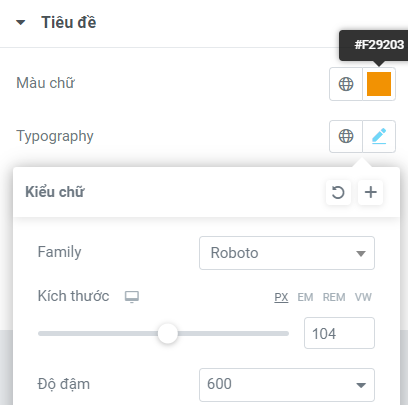 Tiêu đề
#F29203
Màu chữ
Typography
Kiểu chữ
Family Roboto
Kích thước PX EM REM VW
104
Độ đậm 600